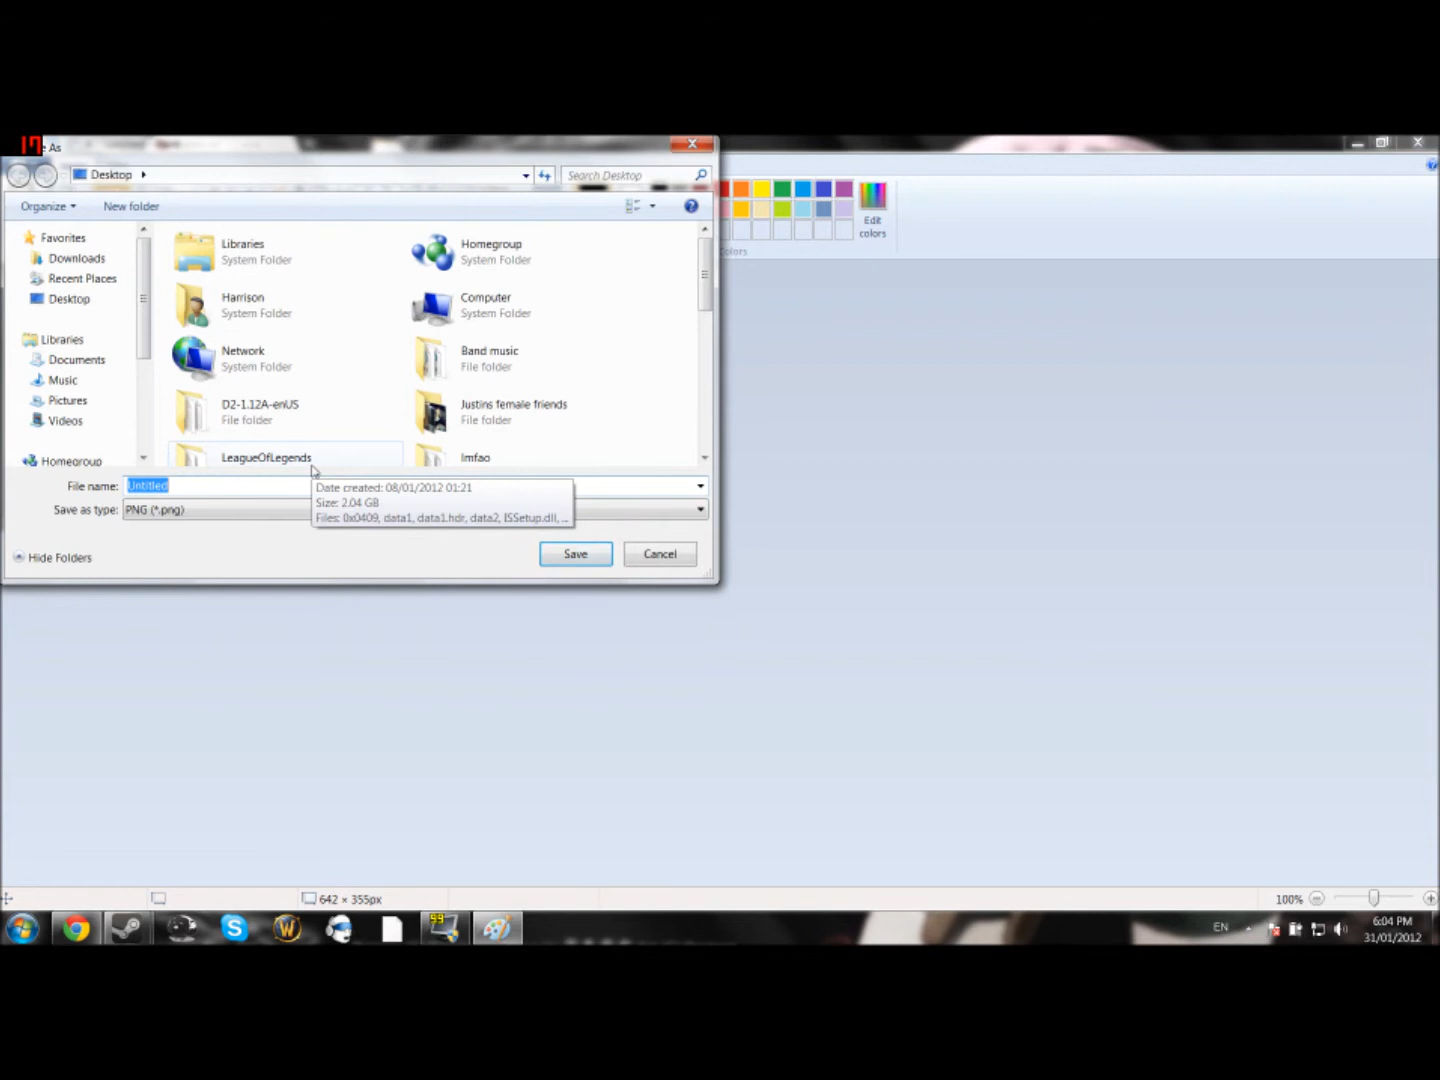 17
e As
Desktop
Search Desktop
Organize
New folder
Edit
colors
olors
Favorites
Downloads
Recent Places
Desktop
Libraries
Documents
Music
Pictures
Videos
Homegroup
Libraries
System Folder
Homegroup
System Folder
Harrison
System Folder
Computer
System Folder
Network
System Folder
Band music
File folder
D2-1.12A-enUS
File folder
Justins female friends
File folder
LeagueOfLegends
lmfao
File name: Untitled
Date created: 08/01/2012 01:21
Size: 2.04 GB
Files: 0x0409, data1, data1.hdr, data2, ISSetup.dll, ...
Save as type: PNG (*.png)
Hide Folders
Save
Cancel
642 × 355px
100%
99
EN
6:04 PM
31/01/2012